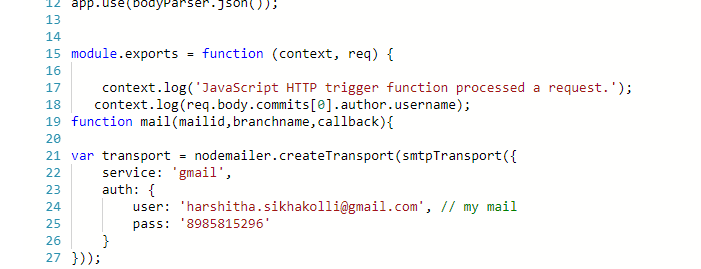 12 app.use(bodyParser.json());
13
14
15 module.exports = function (context, req) {
16
17 context.log('JavaScript HTTP trigger function processed a request.');
18 context.log(req.body.commits[0].author.username);
19 function mail(mailid,branchname,callback){
20
21 var transport = nodemailer.createTransport(smtpTransport({
22 service: 'gmail',
23 auth: {
24 user: 'harshitha.sikhakolli@gmail.com', // my mail
25 pass: '8985815296'
26 }
27 }));